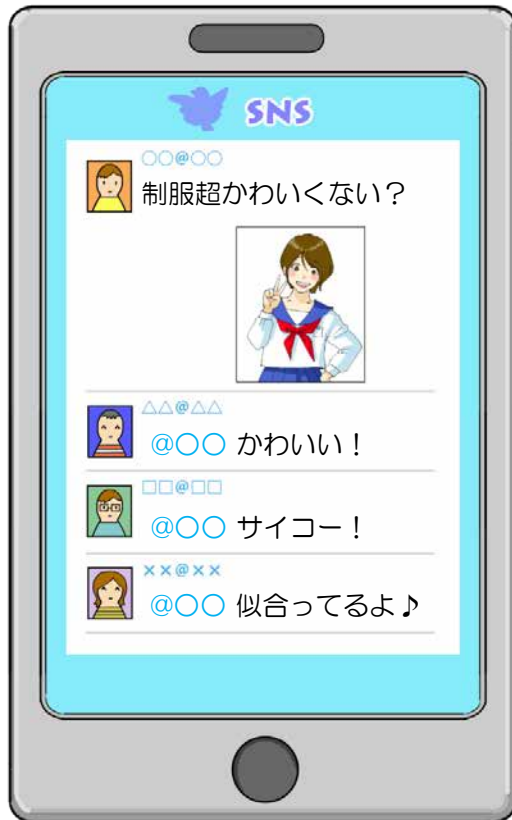 SNS
○○@○○
制服超かわいくない？
△△@△△
@○○ かわいい！
□□@□□
@○○ サイコー！
××@××
@○○ 似合ってるよ♪